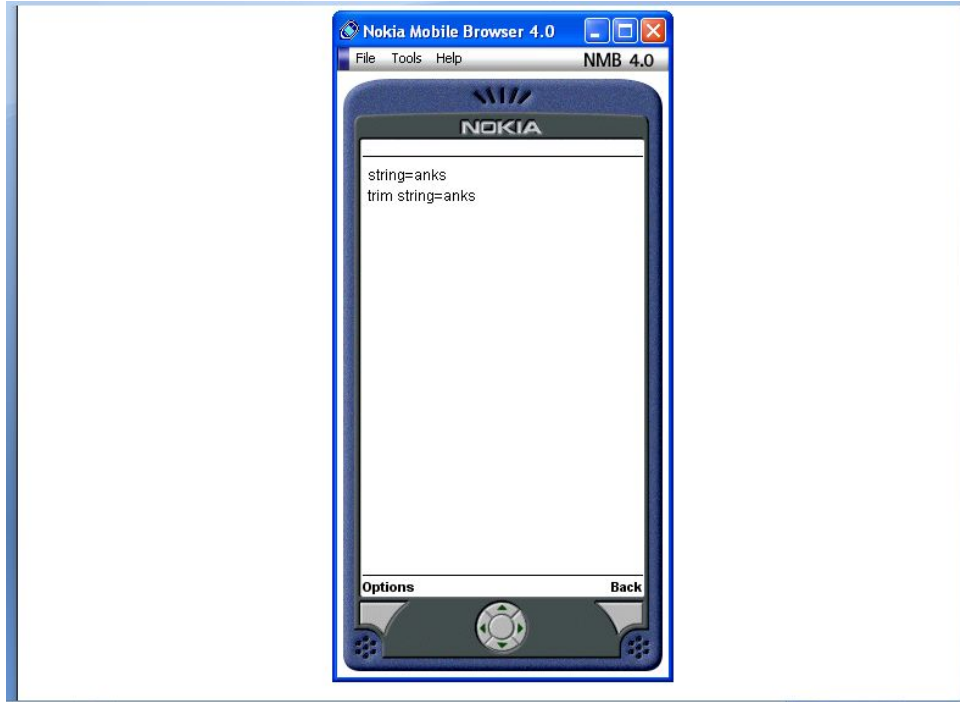 Nokia Mobile Browser 4.0
File Tools Help NMB 4.0
NOKIA
string=anks
trim string=anks
Options Back